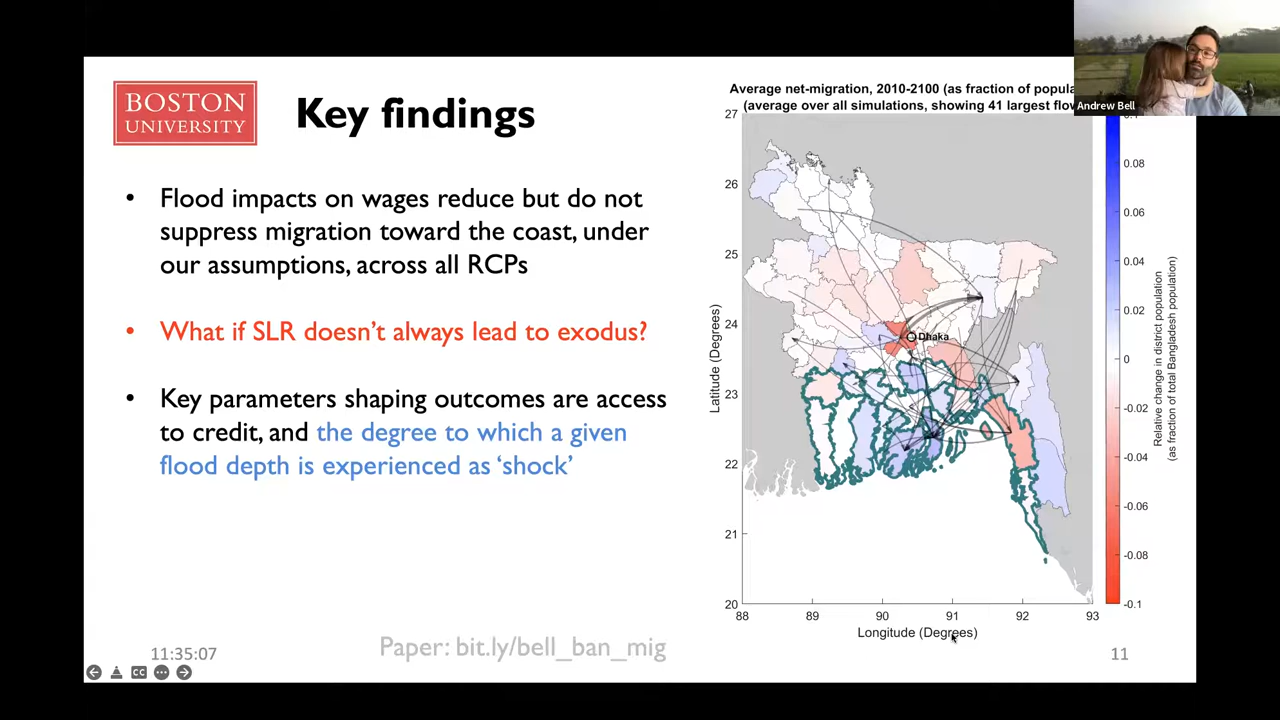 BOSTON
UNIVERSITY
Key findings
• Flood impacts on wages reduce but do not
suppress migration toward the coast, under
our assumptions, across all RCPs
• What if SLR doesn’t always lead to exodus?
• Key parameters shaping outcomes are access
to credit, and the degree to which a given
flood depth is experienced as ‘shock’
11:35:07
Paper: bit.ly/bell_ban_mig
11
CC
Average net-migration, 2010-2100 (as fraction of popula
(average over all simulations, showing 41 largest flow
Andrew Bell
27
26
25
24
23
22
21
20
Latitude (Degrees)
88 89 90 91 92 93
Longitude (Degrees)
Dhaka
0.08
0.06
0.04
0.02
0
-0.02
-0.04
-0.06
-0.08
-0.1
Relative change in district population
(as fraction of total Bangladesh population)